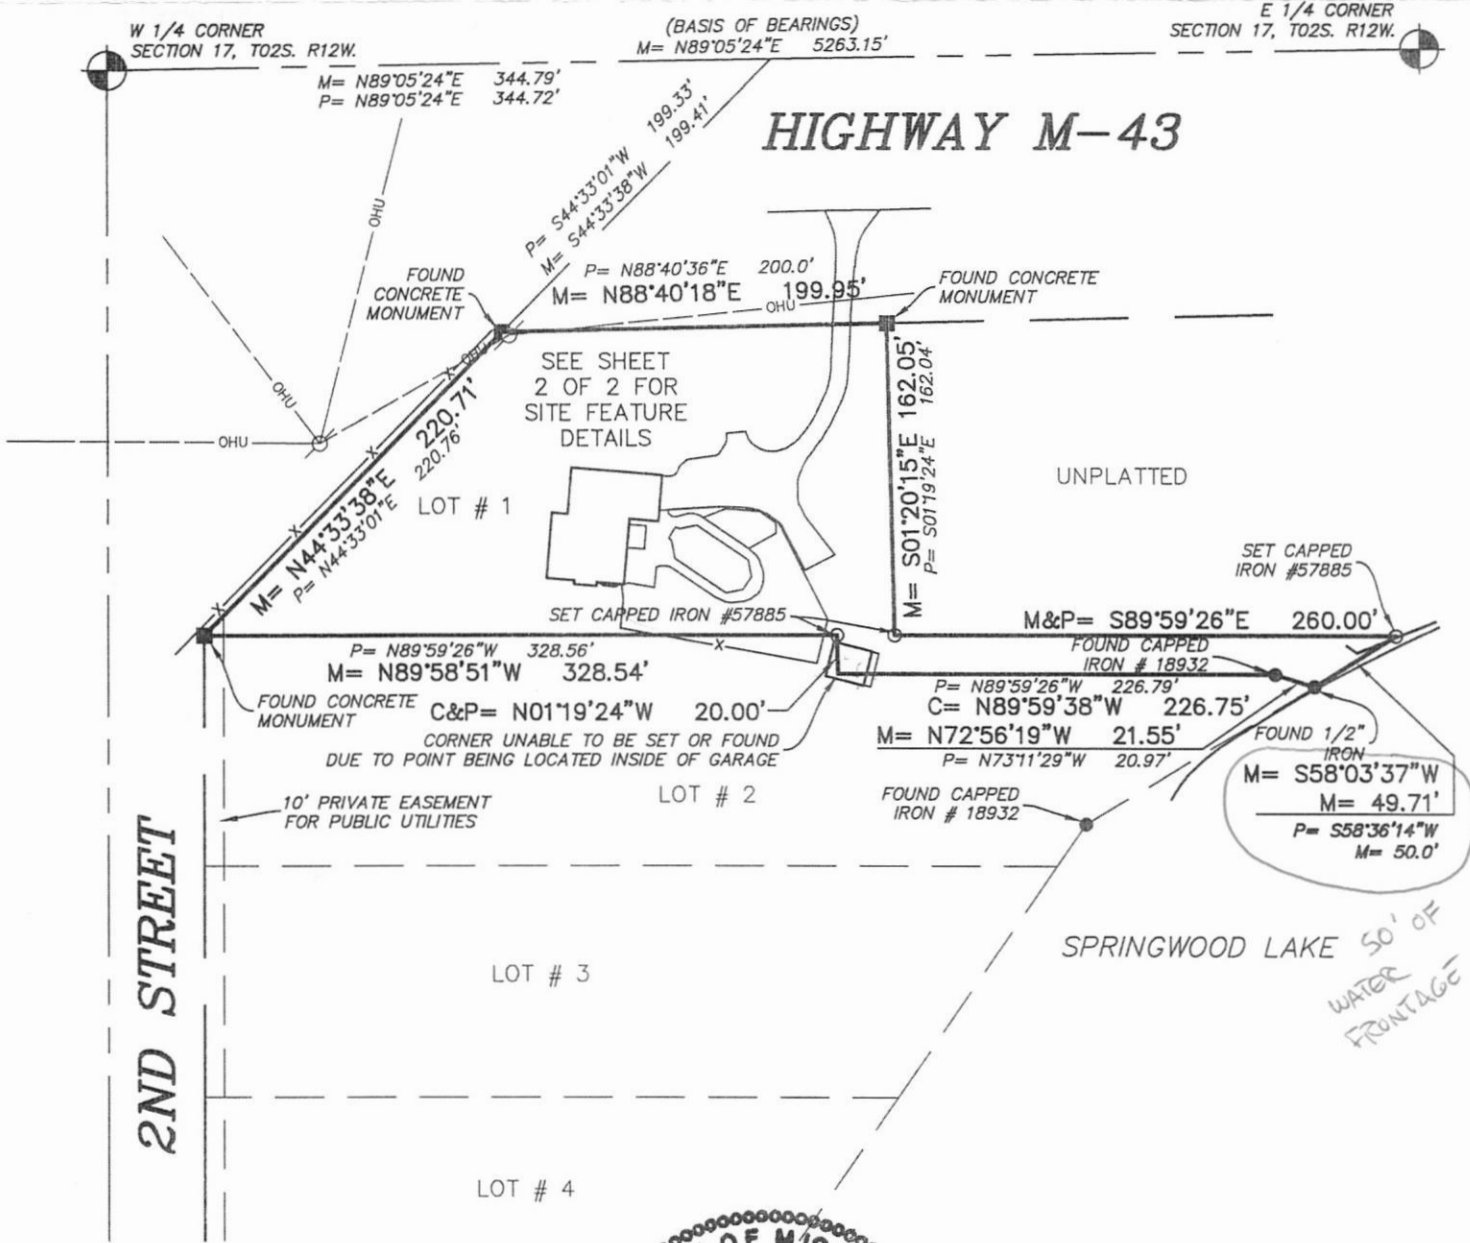 W 1/4 CORNER
SECTION 17, T02S. R12W.
(BASIS OF BEARINGS)
M= N89°05'24"E 5263.15'
E 1/4 CORNER
SECTION 17, T02S. R12W.
M= N89°05'24"E 344.79'
P= N89°05'24"E 344.72'
HIGHWAY M-43
P= S44°33'01"W 199.33'
M= S44°33'38"W 199.41'
OHU
FOUND
CONCRETE
MONUMENT
P= N88°40'36"E 200.0'
M= N88°40'18"E 199.95'
OHU
FOUND CONCRETE
MONUMENT
OHU
SEE SHEET
2 OF 2 FOR
SITE FEATURE
DETAILS
OHU
OHU
M= N44°33'38"E 220.71'
P= N44°33'01"E 220.76'
X
X
X
X
LOT # 1
M= S01°20'15"E 162.05'
P= S01°19'24"E 162.04'
UNPLATTED
SET CAPPED
IRON #57885
SET CAPPED IRON #57885
X
M&P= S89°59'26"E 260.00'
P= N89°59'26"W 328.56'
M= N89°58'51"W 328.54'
FOUND CAPPED
IRON # 18932
P= N89°59'26"W 226.79'
C= N89°59'38"W 226.75'
FOUND CONCRETE
MONUMENT
C&P= N01°19'24"W 20.00'
CORNER UNABLE TO BE SET OR FOUND
DUE TO POINT BEING LOCATED INSIDE OF GARAGE
M= N72°56'19"W 21.55'
P= N73°11'29"W 20.97'
FOUND 1/2"
IRON
M= S58°03'37"W
M= 49.71'
P= S58°36'14"W
M= 50.0'
10' PRIVATE EASEMENT
FOR PUBLIC UTILITIES
LOT # 2
FOUND CAPPED
IRON # 18932
2ND STREET
SPRINGWOOD LAKE
50' OF
WATER
FRONTAGE
LOT # 3
LOT # 4
OF MIC